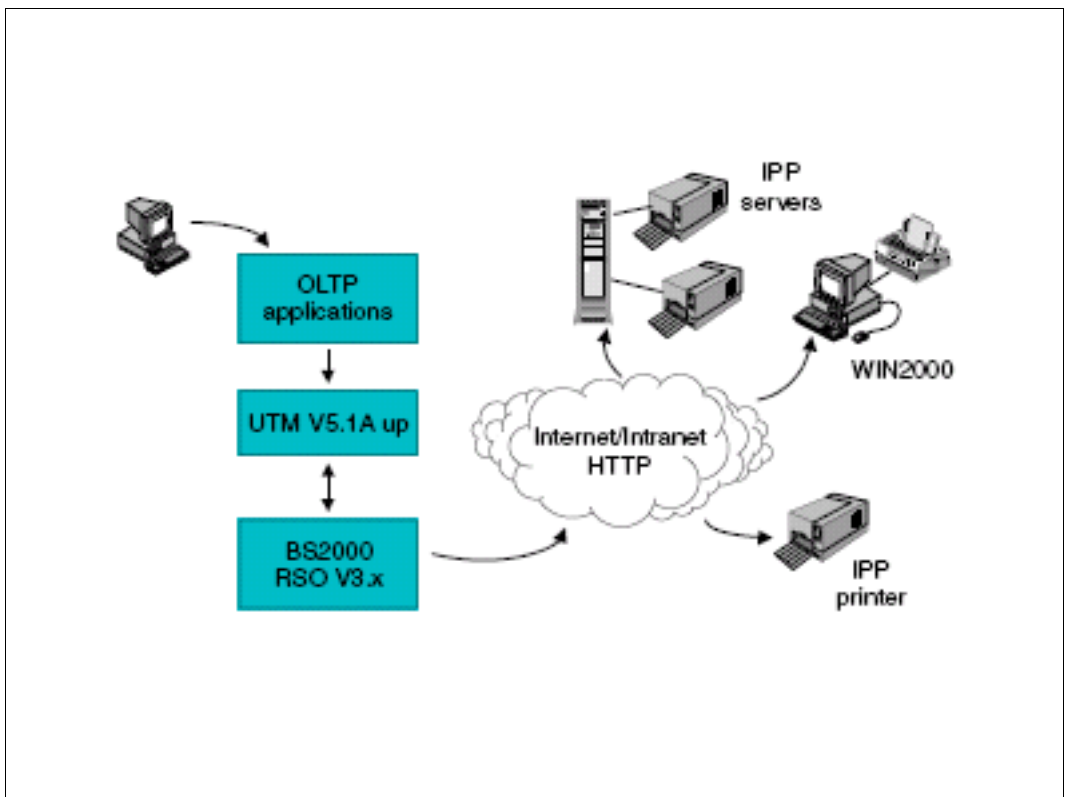 OLTP
applications
UTM V5.1A up
BS2000
RSO V3.x
Internet/Intranet
HTTP
IPP
servers
WIN2000
IPP
printer